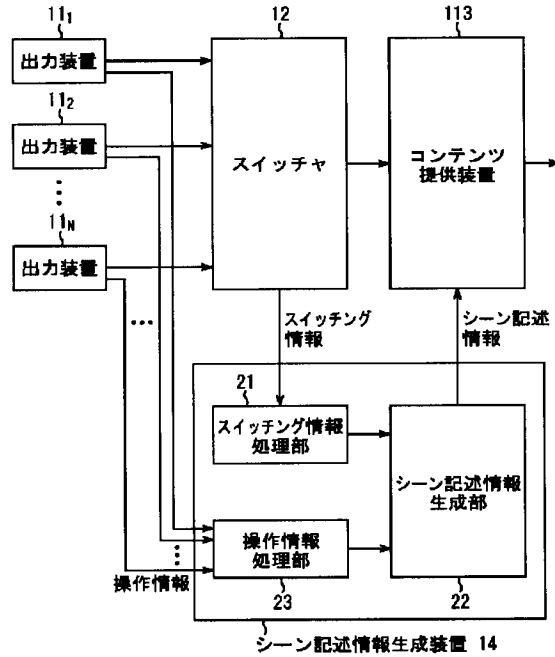 11₁
12
113
出力装置
11₂
出力装置
スイッチャ
コンテンツ
提供装置
11N
出力装置
スイッチング
情報
シーン記述
情報
21
スイッチング情報
処理部
シーン記述情報
生成部
操作情報
処理部
操作情報
23
22
シーン記述情報生成装置 14